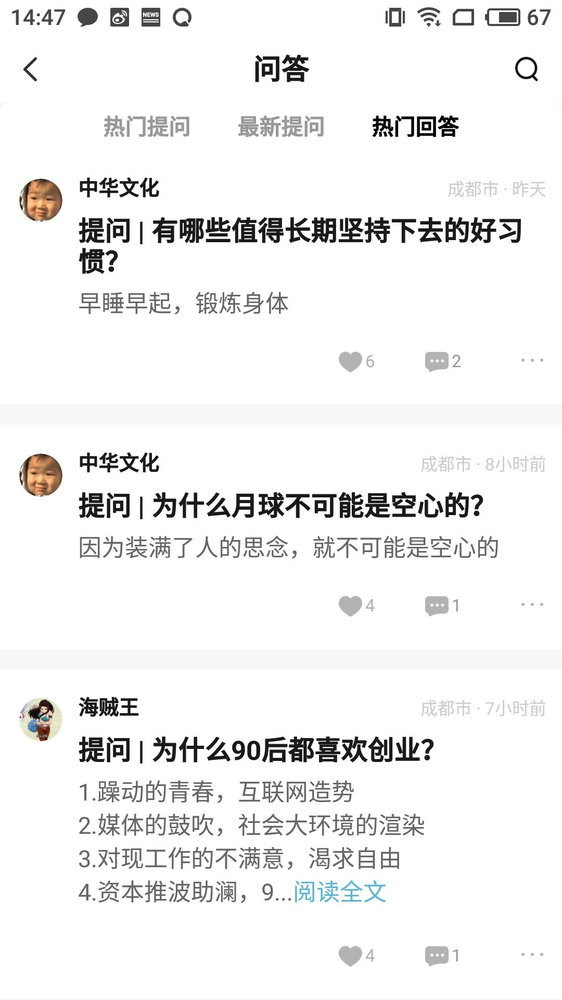 14:47
NEWS
67
问答
热门提问 最新提问 热门回答
中华文化
成都市 · 昨天
提问 | 有哪些值得长期坚持下去的好习
惯？
早睡早起，锻炼身体
6 2
中华文化
成都市 · 8小时前
提问 | 为什么月球不可能是空心的？
因为装满了人的思念，就不可能是空心的
4 1
海贼王
成都市 · 7小时前
提问 | 为什么90后都喜欢创业？
1.躁动的青春，互联网造势
2.媒体的鼓吹，社会大环境的渲染
3.对现工作的不满意，渴求自由
4.资本推波助澜，9...阅读全文
4 1